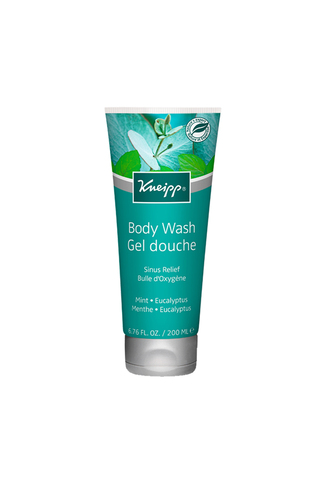 Kneipp®
Body Wash
Gel douche
Sinus Relief
Bulle d'Oxygène
Mint • Eucalyptus
Menthe • Eucalyptus
6.76 FL. OZ. / 200 ML ℮